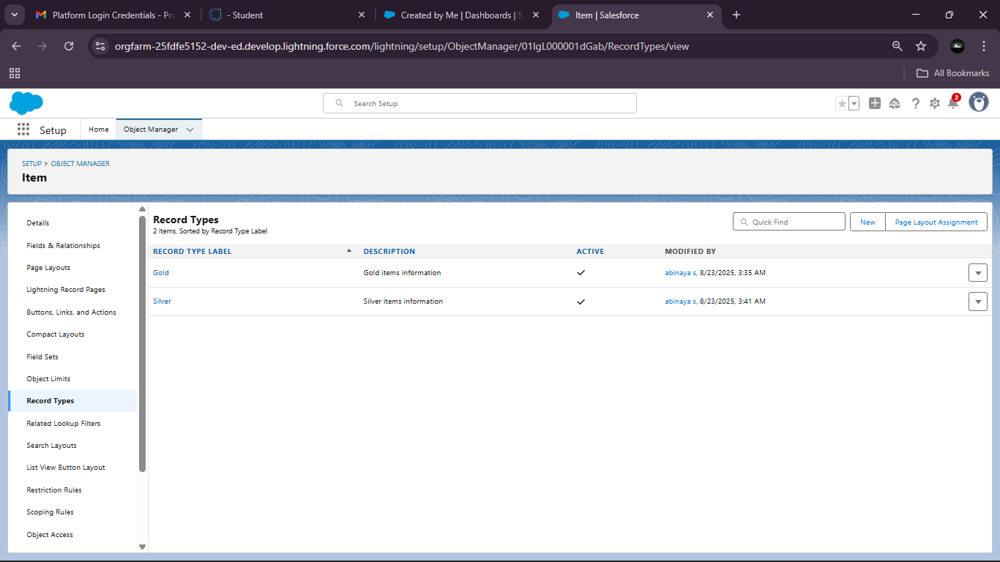 Platform Login Credentials - Pro
- Student
Created by Me | Dashboards | S
Item | Salesforce
orgfarm-25fdfe5152-dev-ed.develop.lightning.force.com/lightning/setup/ObjectManager/01IgL000001dGab/RecordTypes/view
All Bookmarks
Search Setup
2
Setup
Home
Object Manager
SETUP > OBJECT MANAGER
Item
Details
Fields & Relationships
Page Layouts
Lightning Record Pages
Buttons, Links, and Actions
Compact Layouts
Field Sets
Object Limits
Record Types
Related Lookup Filters
Search Layouts
List View Button Layout
Restriction Rules
Scoping Rules
Object Access
Record Types
2 Items, Sorted by Record Type Label
Quick Find
New
Page Layout Assignment
RECORD TYPE LABEL DESCRIPTION ACTIVE MODIFIED BY
Gold Gold items information abinaya s, 8/23/2025, 3:35 AM
Silver Silver items information abinaya s, 8/23/2025, 3:41 AM